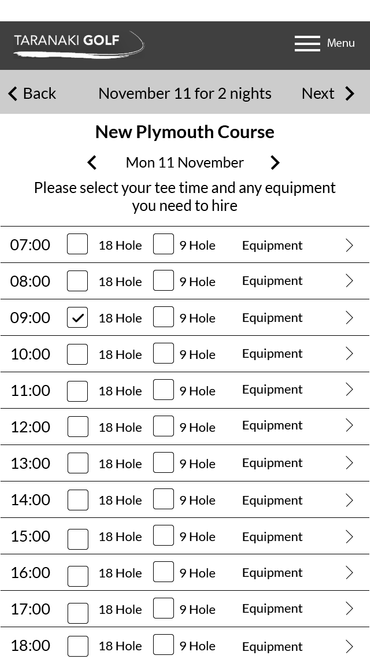 TARANAKI GOLF
Menu
Back November 11 for 2 nights Next
New Plymouth Course
Mon 11 November
Please select your tee time and any equipment
you need to hire
07:00 18 Hole 9 Hole Equipment
08:00 18 Hole 9 Hole Equipment
09:00 18 Hole 9 Hole Equipment
10:00 18 Hole 9 Hole Equipment
11:00 18 Hole 9 Hole Equipment
12:00 18 Hole 9 Hole Equipment
13:00 18 Hole 9 Hole Equipment
14:00 18 Hole 9 Hole Equipment
15:00 18 Hole 9 Hole Equipment
16:00 18 Hole 9 Hole Equipment
17:00 18 Hole 9 Hole Equipment
18:00 18 Hole 9 Hole Equipment